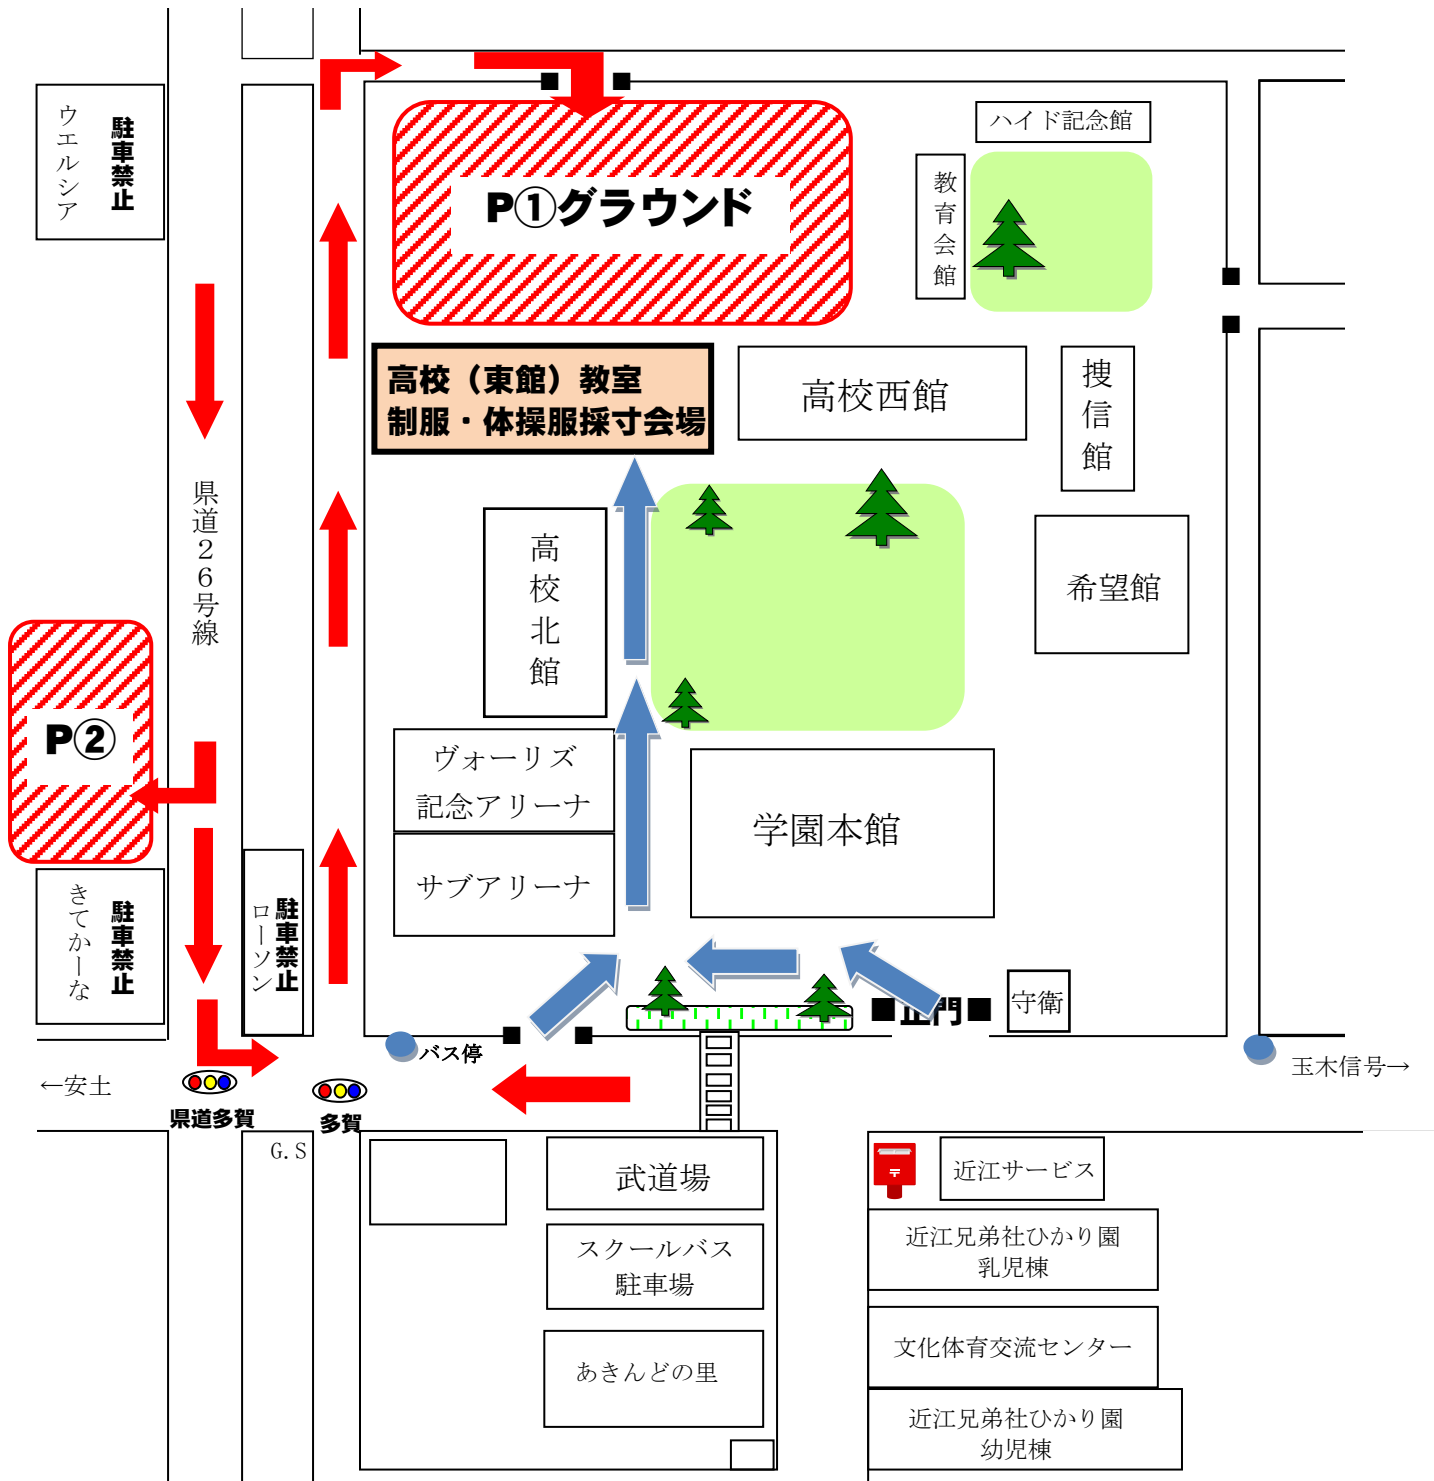 ハイド記念館
ウエルシア
駐車禁止
教育会館
P①グラウンド
高校（東館）教室
制服・体操服採寸会場
高校西館
捜信館
県道２６号線
高校北館
希望館
P②
ヴォーリズ
記念アリーナ
学園本館
サブアリーナ
きてかーな
駐車禁止
ローソン
駐車禁止
■正門■
守衛
バス停
←安土
玉木信号→
県道多賀
多賀
G.S
武道場
近江サービス
スクールバス
駐車場
近江兄弟社ひかり園
乳児棟
あきんどの里
文化体育交流センター
近江兄弟社ひかり園
幼児棟